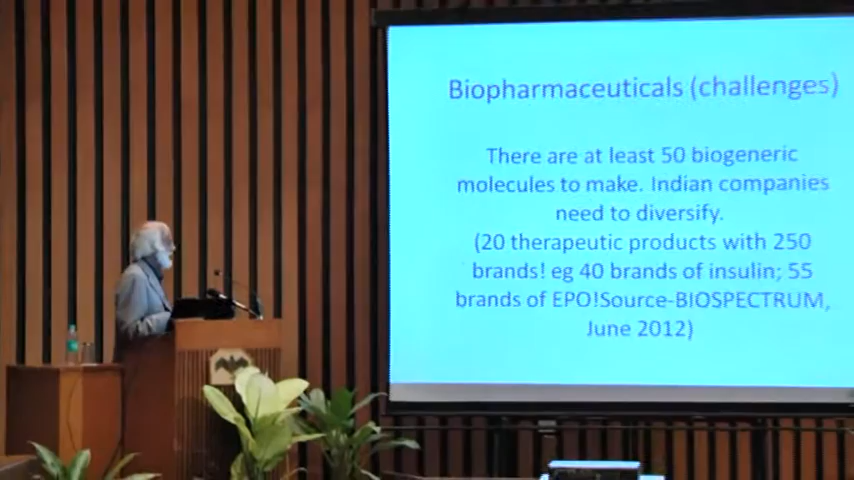 Biopharmaceuticals (challenges)
There are at least 50 biogeneric
molecules to make. Indian companies
need to diversify.
(20 therapeutic products with 250
brands! eg 40 brands of insulin; 55
brands of EPO!Source-BIOSPECTRUM,
June 2012)